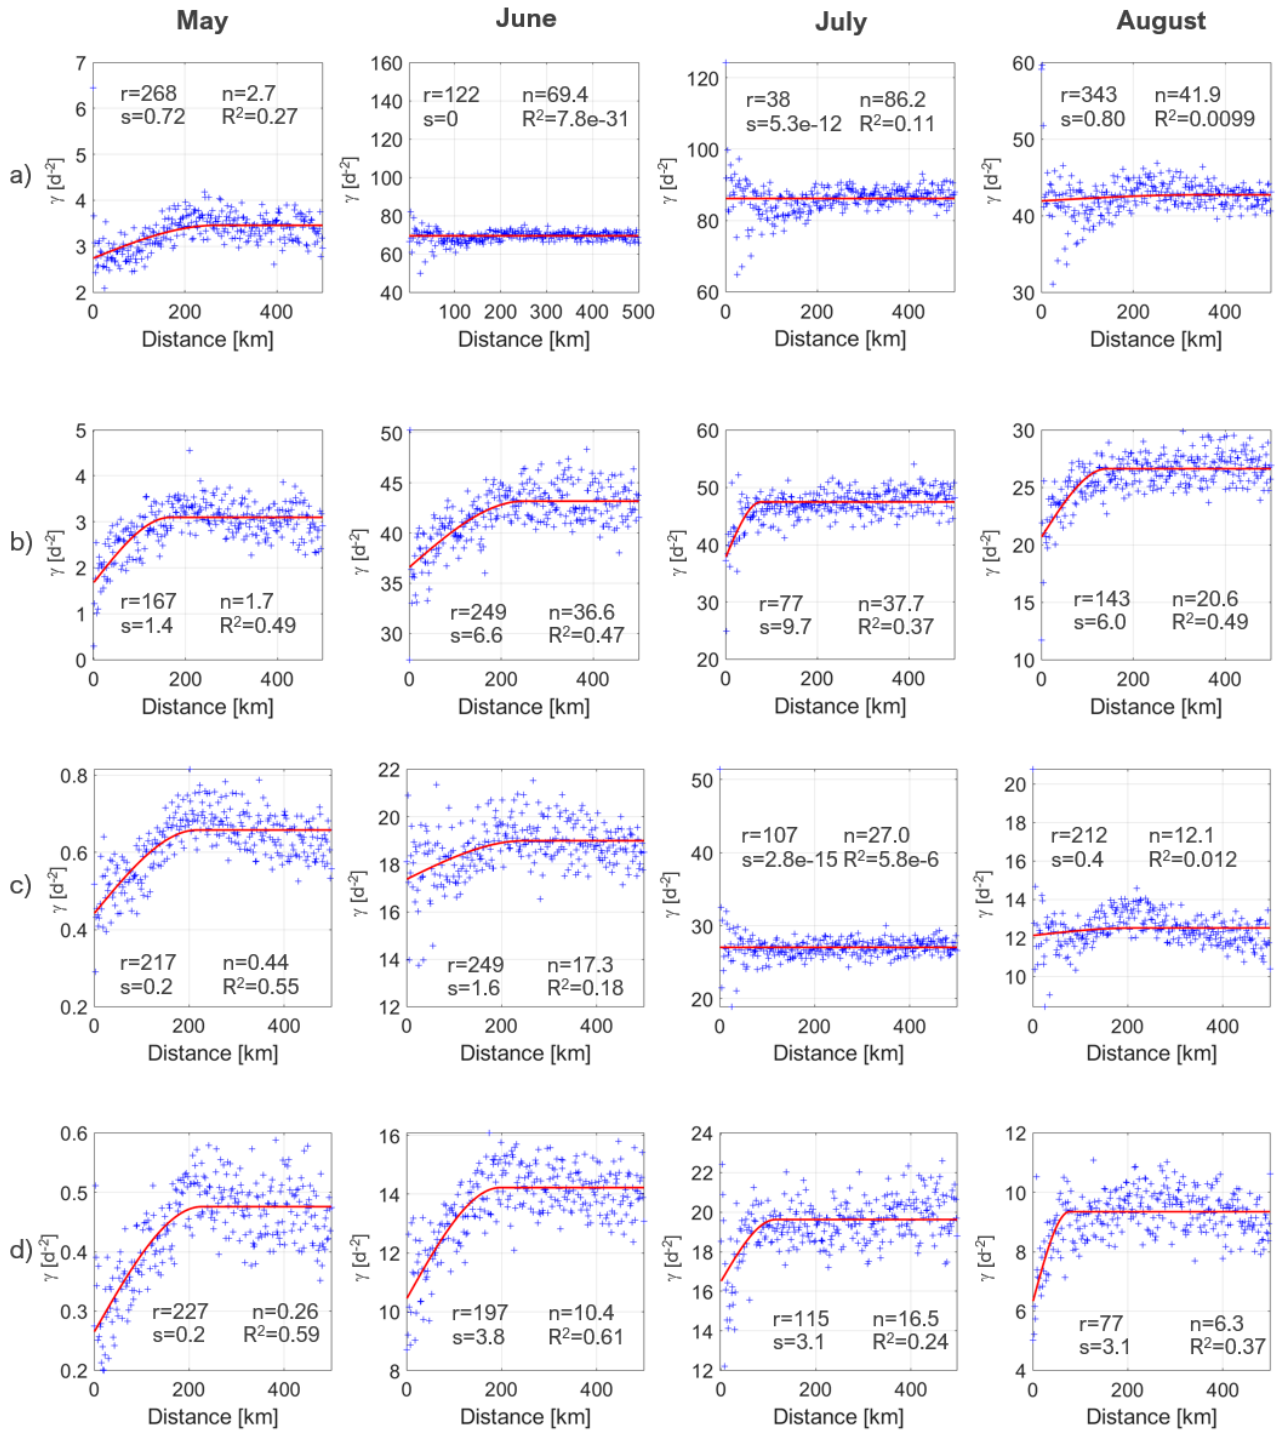 May June July August
a)
γ [d-2]
7
6
5
4
3
2
r=268 n=2.7
s=0.72 R2=0.27
0 200 400
Distance [km]
γ [d-2]
160
140
120
100
80
60
40
r=122 n=69.4
s=0 R2=7.8e-31
100 200 300 400 500
Distance [km]
γ [d-2]
120
100
80
60
r=38 n=86.2
s=5.3e-12 R2=0.11
0 200 400
Distance [km]
γ [d-2]
60
50
40
30
r=343 n=41.9
s=0.80 R2=0.0099
0 200 400
Distance [km]
b)
γ [d-2]
5
4
3
2
1
0
r=167 n=1.7
s=1.4 R2=0.49
0 200 400
Distance [km]
γ [d-2]
50
45
40
35
30
r=249 n=36.6
s=6.6 R2=0.47
0 200 400
Distance [km]
γ [d-2]
60
50
40
30
20
r=77 n=37.7
s=9.7 R2=0.37
0 200 400
Distance [km]
γ [d-2]
30
25
20
15
10
r=143 n=20.6
s=6.0 R2=0.49
0 200 400
Distance [km]
c)
γ [d-2]
0.8
0.6
0.4
0.2
r=217 n=0.44
s=0.2 R2=0.55
0 200 400
Distance [km]
γ [d-2]
22
20
18
16
14
12
r=249 n=17.3
s=1.6 R2=0.18
0 200 400
Distance [km]
γ [d-2]
50
40
30
20
r=107 n=27.0
s=2.8e-15 R2=5.8e-6
0 200 400
Distance [km]
γ [d-2]
20
18
16
14
12
10
r=212 n=12.1
s=0.4 R2=0.012
0 200 400
Distance [km]
d)
γ [d-2]
0.6
0.5
0.4
0.3
0.2
r=227 n=0.26
s=0.2 R2=0.59
0 200 400
Distance [km]
γ [d-2]
16
14
12
10
8
r=197 n=10.4
s=3.8 R2=0.61
0 200 400
Distance [km]
γ [d-2]
24
22
20
18
16
14
12
r=115 n=16.5
s=3.1 R2=0.24
0 200 400
Distance [km]
γ [d-2]
12
10
8
6
4
r=77 n=6.3
s=3.1 R2=0.37
0 200 400
Distance [km]